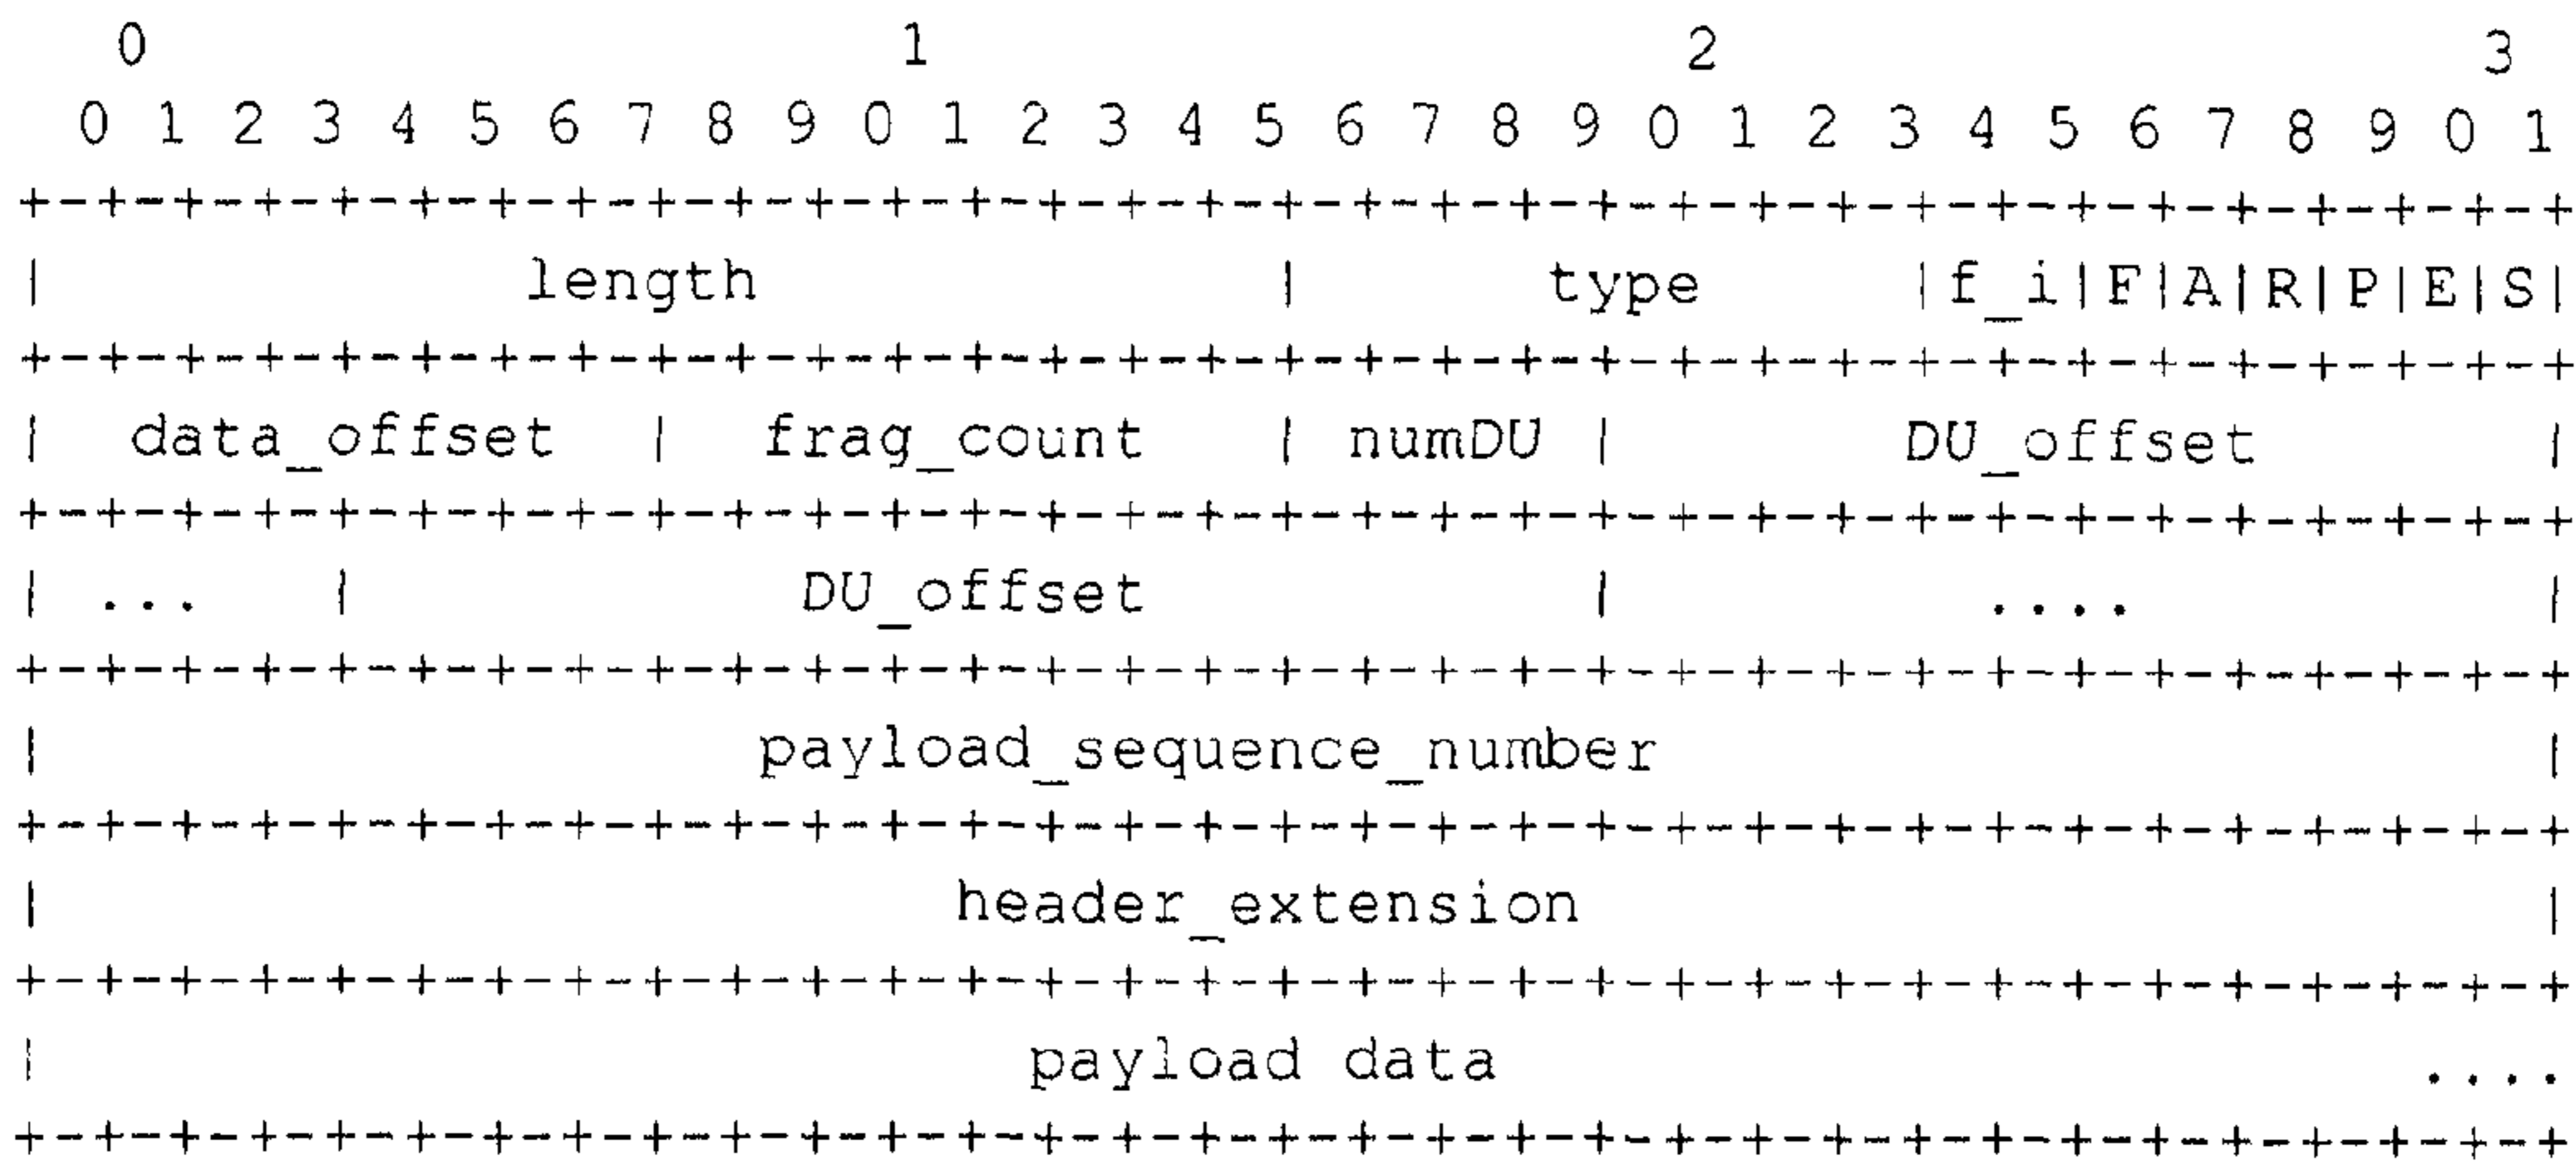 0                   1                   2                   3
 0 1 2 3 4 5 6 7 8 9 0 1 2 3 4 5 6 7 8 9 0 1 2 3 4 5 6 7 8 9 0 1
+-+-+-+-+-+-+-+-+-+-+-+-+-+-+-+-+-+-+-+-+-+-+-+-+-+-+-+-+-+-+-+-+
|            length             |      type     |f_i|F|A|R|P|E|S|
+-+-+-+-+-+-+-+-+-+-+-+-+-+-+-+-+-+-+-+-+-+-+-+-+-+-+-+-+-+-+-+-+
|  data_offset  |  frag_count   | numDU |       DU_offset       |
+-+-+-+-+-+-+-+-+-+-+-+-+-+-+-+-+-+-+-+-+-+-+-+-+-+-+-+-+-+-+-+-+
| ...   |           DU_offset           |         ....          |
+-+-+-+-+-+-+-+-+-+-+-+-+-+-+-+-+-+-+-+-+-+-+-+-+-+-+-+-+-+-+-+-+
|                  payload_sequence_number                      |
+-+-+-+-+-+-+-+-+-+-+-+-+-+-+-+-+-+-+-+-+-+-+-+-+-+-+-+-+-+-+-+-+
|                       header_extension                        |
+-+-+-+-+-+-+-+-+-+-+-+-+-+-+-+-+-+-+-+-+-+-+-+-+-+-+-+-+-+-+-+-+
|                         payload data                       ....
+-+-+-+-+-+-+-+-+-+-+-+-+-+-+-+-+-+-+-+-+-+-+-+-+-+-+-+-+-+-+-+-+